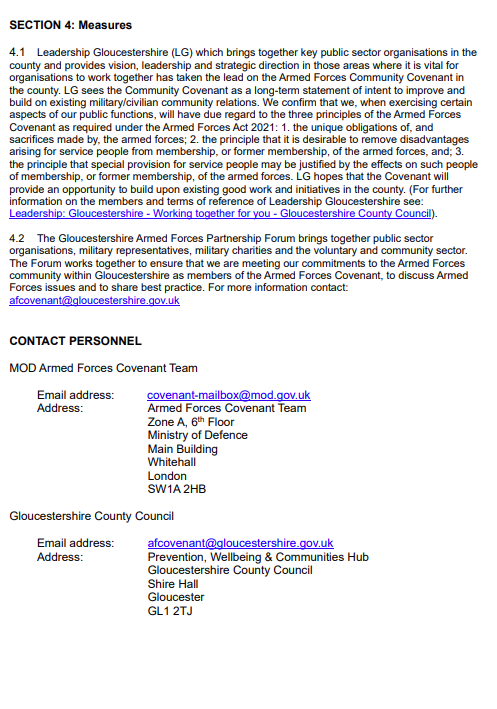 SECTION 4: Measures
4.1 Leadership Gloucestershire (LG) which brings together key public sector organisations in the
county and provides vision, leadership and strategic direction in those areas where it is vital for
organisations to work together has taken the lead on the Armed Forces Community Covenant in
the county. LG sees the Community Covenant as a long-term statement of intent to improve and
build on existing military/civilian community relations. We confirm that we, when exercising certain
aspects of our public functions, will have due regard to the three principles of the Armed Forces
Covenant as required under the Armed Forces Act 2021: 1. the unique obligations of, and
sacrifices made by, the armed forces; 2. the principle that it is desirable to remove disadvantages
arising for service people from membership, or former membership, of the armed forces, and; 3.
the principle that special provision for service people may be justified by the effects on such people
of membership, or former membership, of the armed forces. LG hopes that the Covenant will
provide an opportunity to build upon existing good work and initiatives in the county. (For further
information on the members and terms of reference of Leadership Gloucestershire see:
Leadership: Gloucestershire - Working together for you - Gloucestershire County Council).
4.2 The Gloucestershire Armed Forces Partnership Forum brings together public sector
organisations, military representatives, military charities and the voluntary and community sector.
The Forum works together to ensure that we are meeting our commitments to the Armed Forces
community within Gloucestershire as members of the Armed Forces Covenant, to discuss Armed
Forces issues and to share best practice. For more information contact:
afcovenant@gloucestershire.gov.uk
CONTACT PERSONNEL
MOD Armed Forces Covenant Team
Email address: covenant-mailbox@mod.gov.uk
Address: Armed Forces Covenant Team
Zone A, 6th Floor
Ministry of Defence
Main Building
Whitehall
London
SW1A 2HB
Gloucestershire County Council
Email address: afcovenant@gloucestershire.gov.uk
Address: Prevention, Wellbeing & Communities Hub
Gloucestershire County Council
Shire Hall
Gloucester
GL1 2TJ